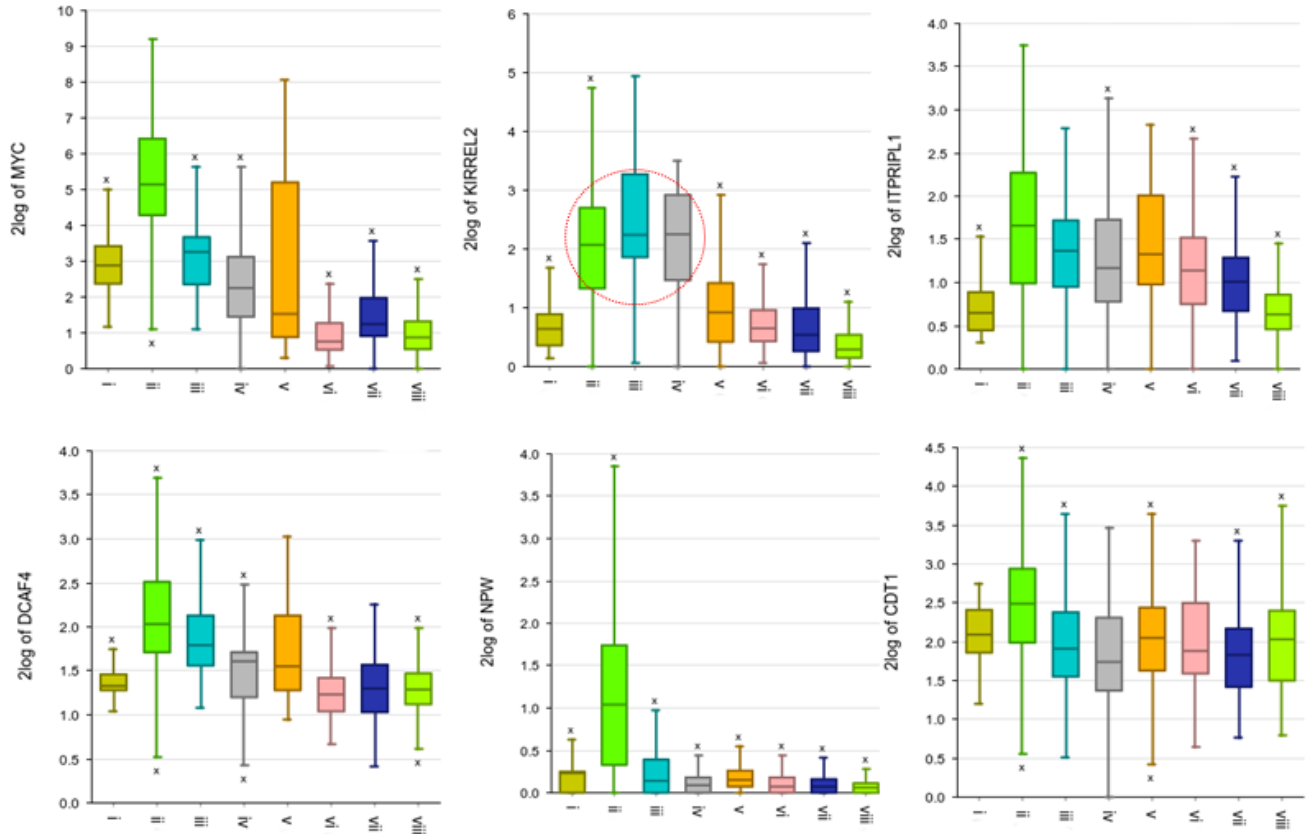 2log of MYC
10
9
8
7
6
5
4
3
2
1
0
x
x
x
x
x
x
x
x
i
ii
iii
iv
v
vi
vii
viii
2log of KIRREL2
6
5
4
3
2
1
0
x
x
x
x
x
x
i
ii
iii
iv
v
vi
vii
viii
2log of ITPRIPL1
4.0
3.5
3.0
2.5
2.0
1.5
1.0
0.5
0.0
x
x
x
x
x
i
ii
iii
iv
v
vi
vii
viii
2log of DCAF4
4.0
3.5
3.0
2.5
2.0
1.5
1.0
0.5
0.0
x
x
x
x
x
x
x
x
x
i
ii
iii
iv
v
vi
vii
viii
2log of NPW
4.0
3.5
3.0
2.5
2.0
1.5
1.0
0.5
0.0
x
x
x
x
x
x
x
x
i
ii
iii
iv
v
vi
vii
viii
2log of CDT1
4.5
4.0
3.5
3.0
2.5
2.0
1.5
1.0
0.5
0.0
x
x
x
x
x
x
x
i
ii
iii
iv
v
vi
vii
viii